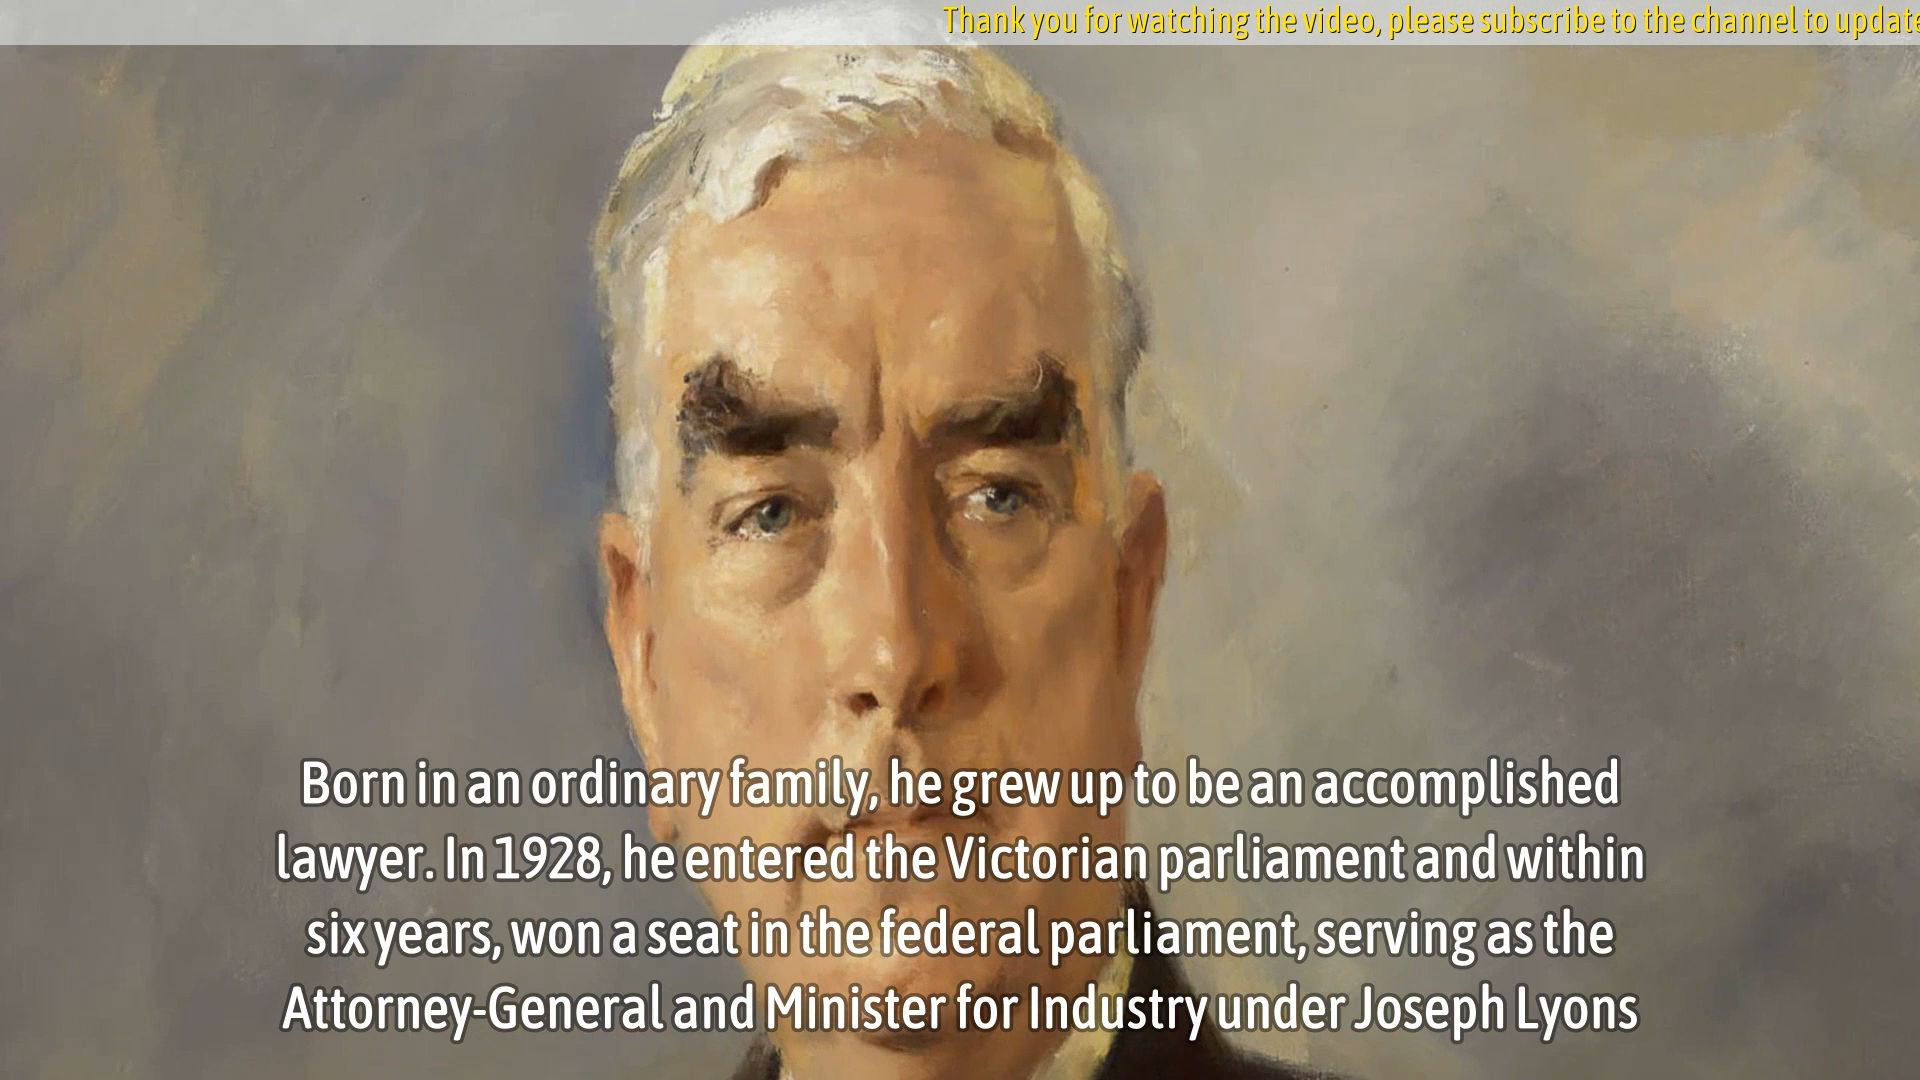 Thank you for watching the video, please subscribe to the channel to update
Born in an ordinary family, he grew up to be an accomplished
lawyer. In 1928, he entered the Victorian parliament and within
six years, won a seat in the federal parliament, serving as the
Attorney-General and Minister for Industry under Joseph Lyons